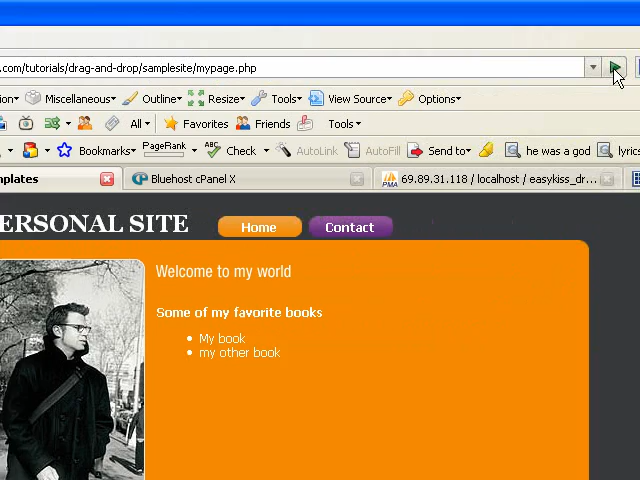 .com/tutorials/drag-and-drop/samplesite/mypage.php
ion Miscellaneous Outline Resize Tools View Source Options
All Favorites Friends Tools
Bookmarks PageRank ABC Check AutoLink AutoFill Send to he was a god lyrics
mplates Bluehost cPanel X PMA 69.89.31.118 / localhost / easykiss_dr...
ERSONAL SITE Home Contact
Welcome to my world
Some of my favorite books
• My book
• my other book